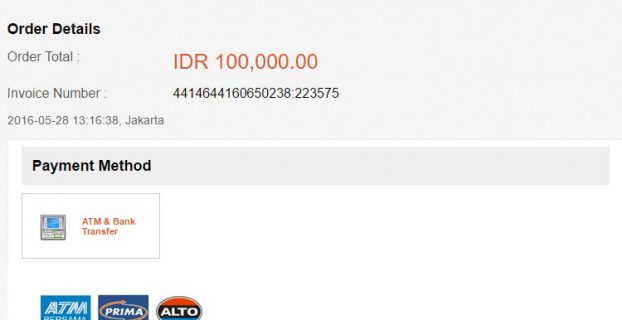 Order Details
Order Total : IDR 100,000.00
Invoice Number : 4414644160650238:223575
2016-05-28 13:16:38, Jakarta
Payment Method
ATM & Bank
Transfer
ATM PRIMA ALTO
BERSAMA